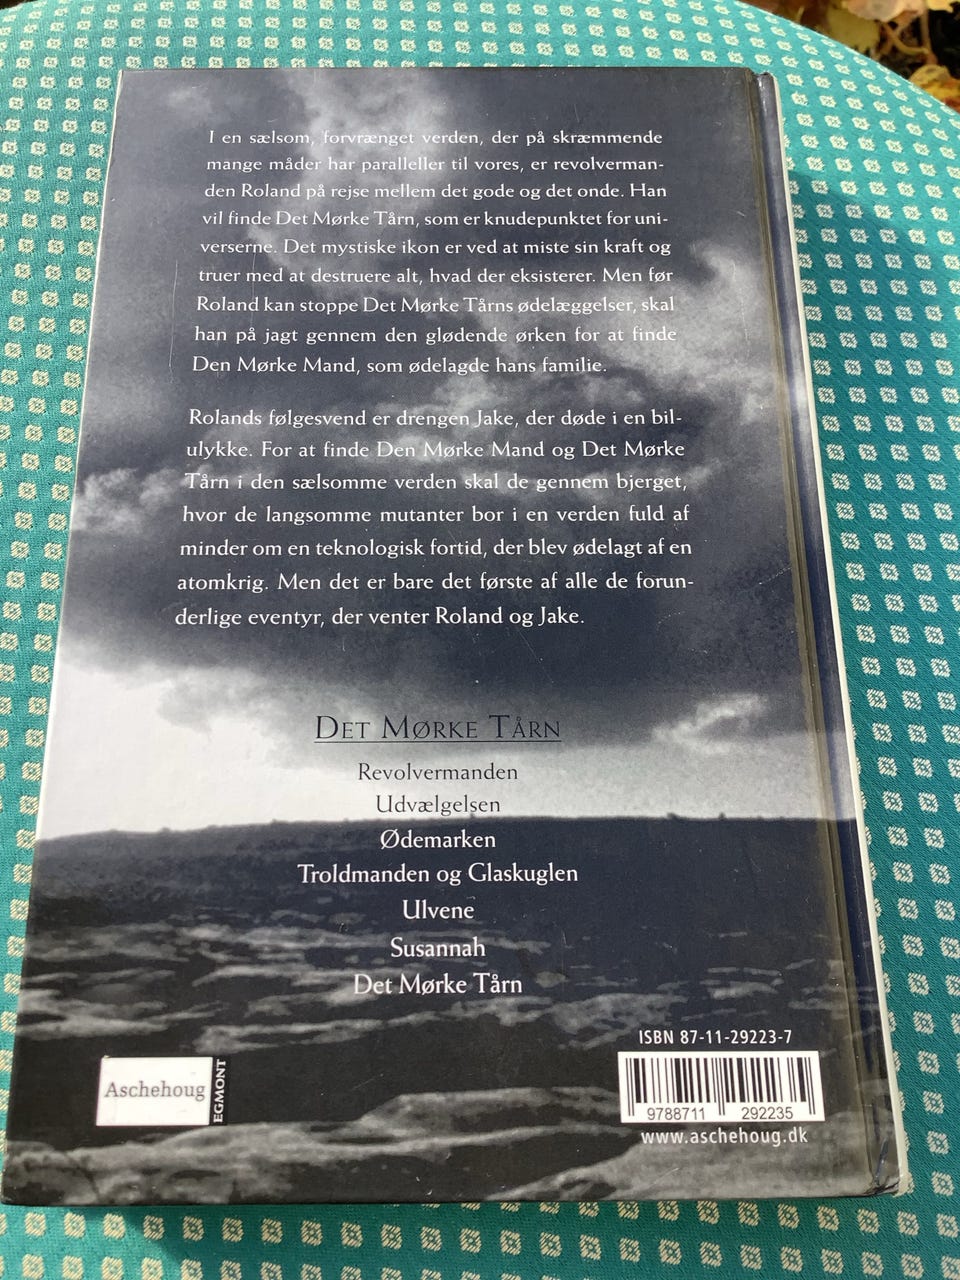 I en sælsom, forvrænget verden, der på skræmmende
mange måder har paralleller til vores, er revolverman-
den Roland på rejse mellem det gode og det onde. Han
vil finde Det Mørke Tårn, som er knudepunktet for uni-
verserne. Det mystiske ikon er ved at miste sin kraft og
truer med at destruere alt, hvad der eksisterer. Men før
Roland kan stoppe Det Mørke Tårns ødelæggelser, skal
han på jagt gennem den glødende ørken for at finde
Den Mørke Mand, som ødelagde hans familie.
Rolands følgesvend er drengen Jake, der døde i en bil-
ulykke. For at finde Den Mørke Mand og Det Mørke
Tårn i den sælsomme verden skal de gennem bjerget,
hvor de langsomme mutanter bor i en verden fuld af
minder om en teknologisk fortid, der blev ødelagt af en
atomkrig. Men det er bare det første af alle de forun-
derlige eventyr, der venter Roland og Jake.
DET MØRKE TÅRN
Revolvermanden
Udvælgelsen
Ødemarken
Troldmanden og Glaskuglen
Ulvene
Susannah
Det Mørke Tårn
ISBN 87-11-29223-7
9788711 292235
www.aschehoug.dk
Aschehoug
EGMONT